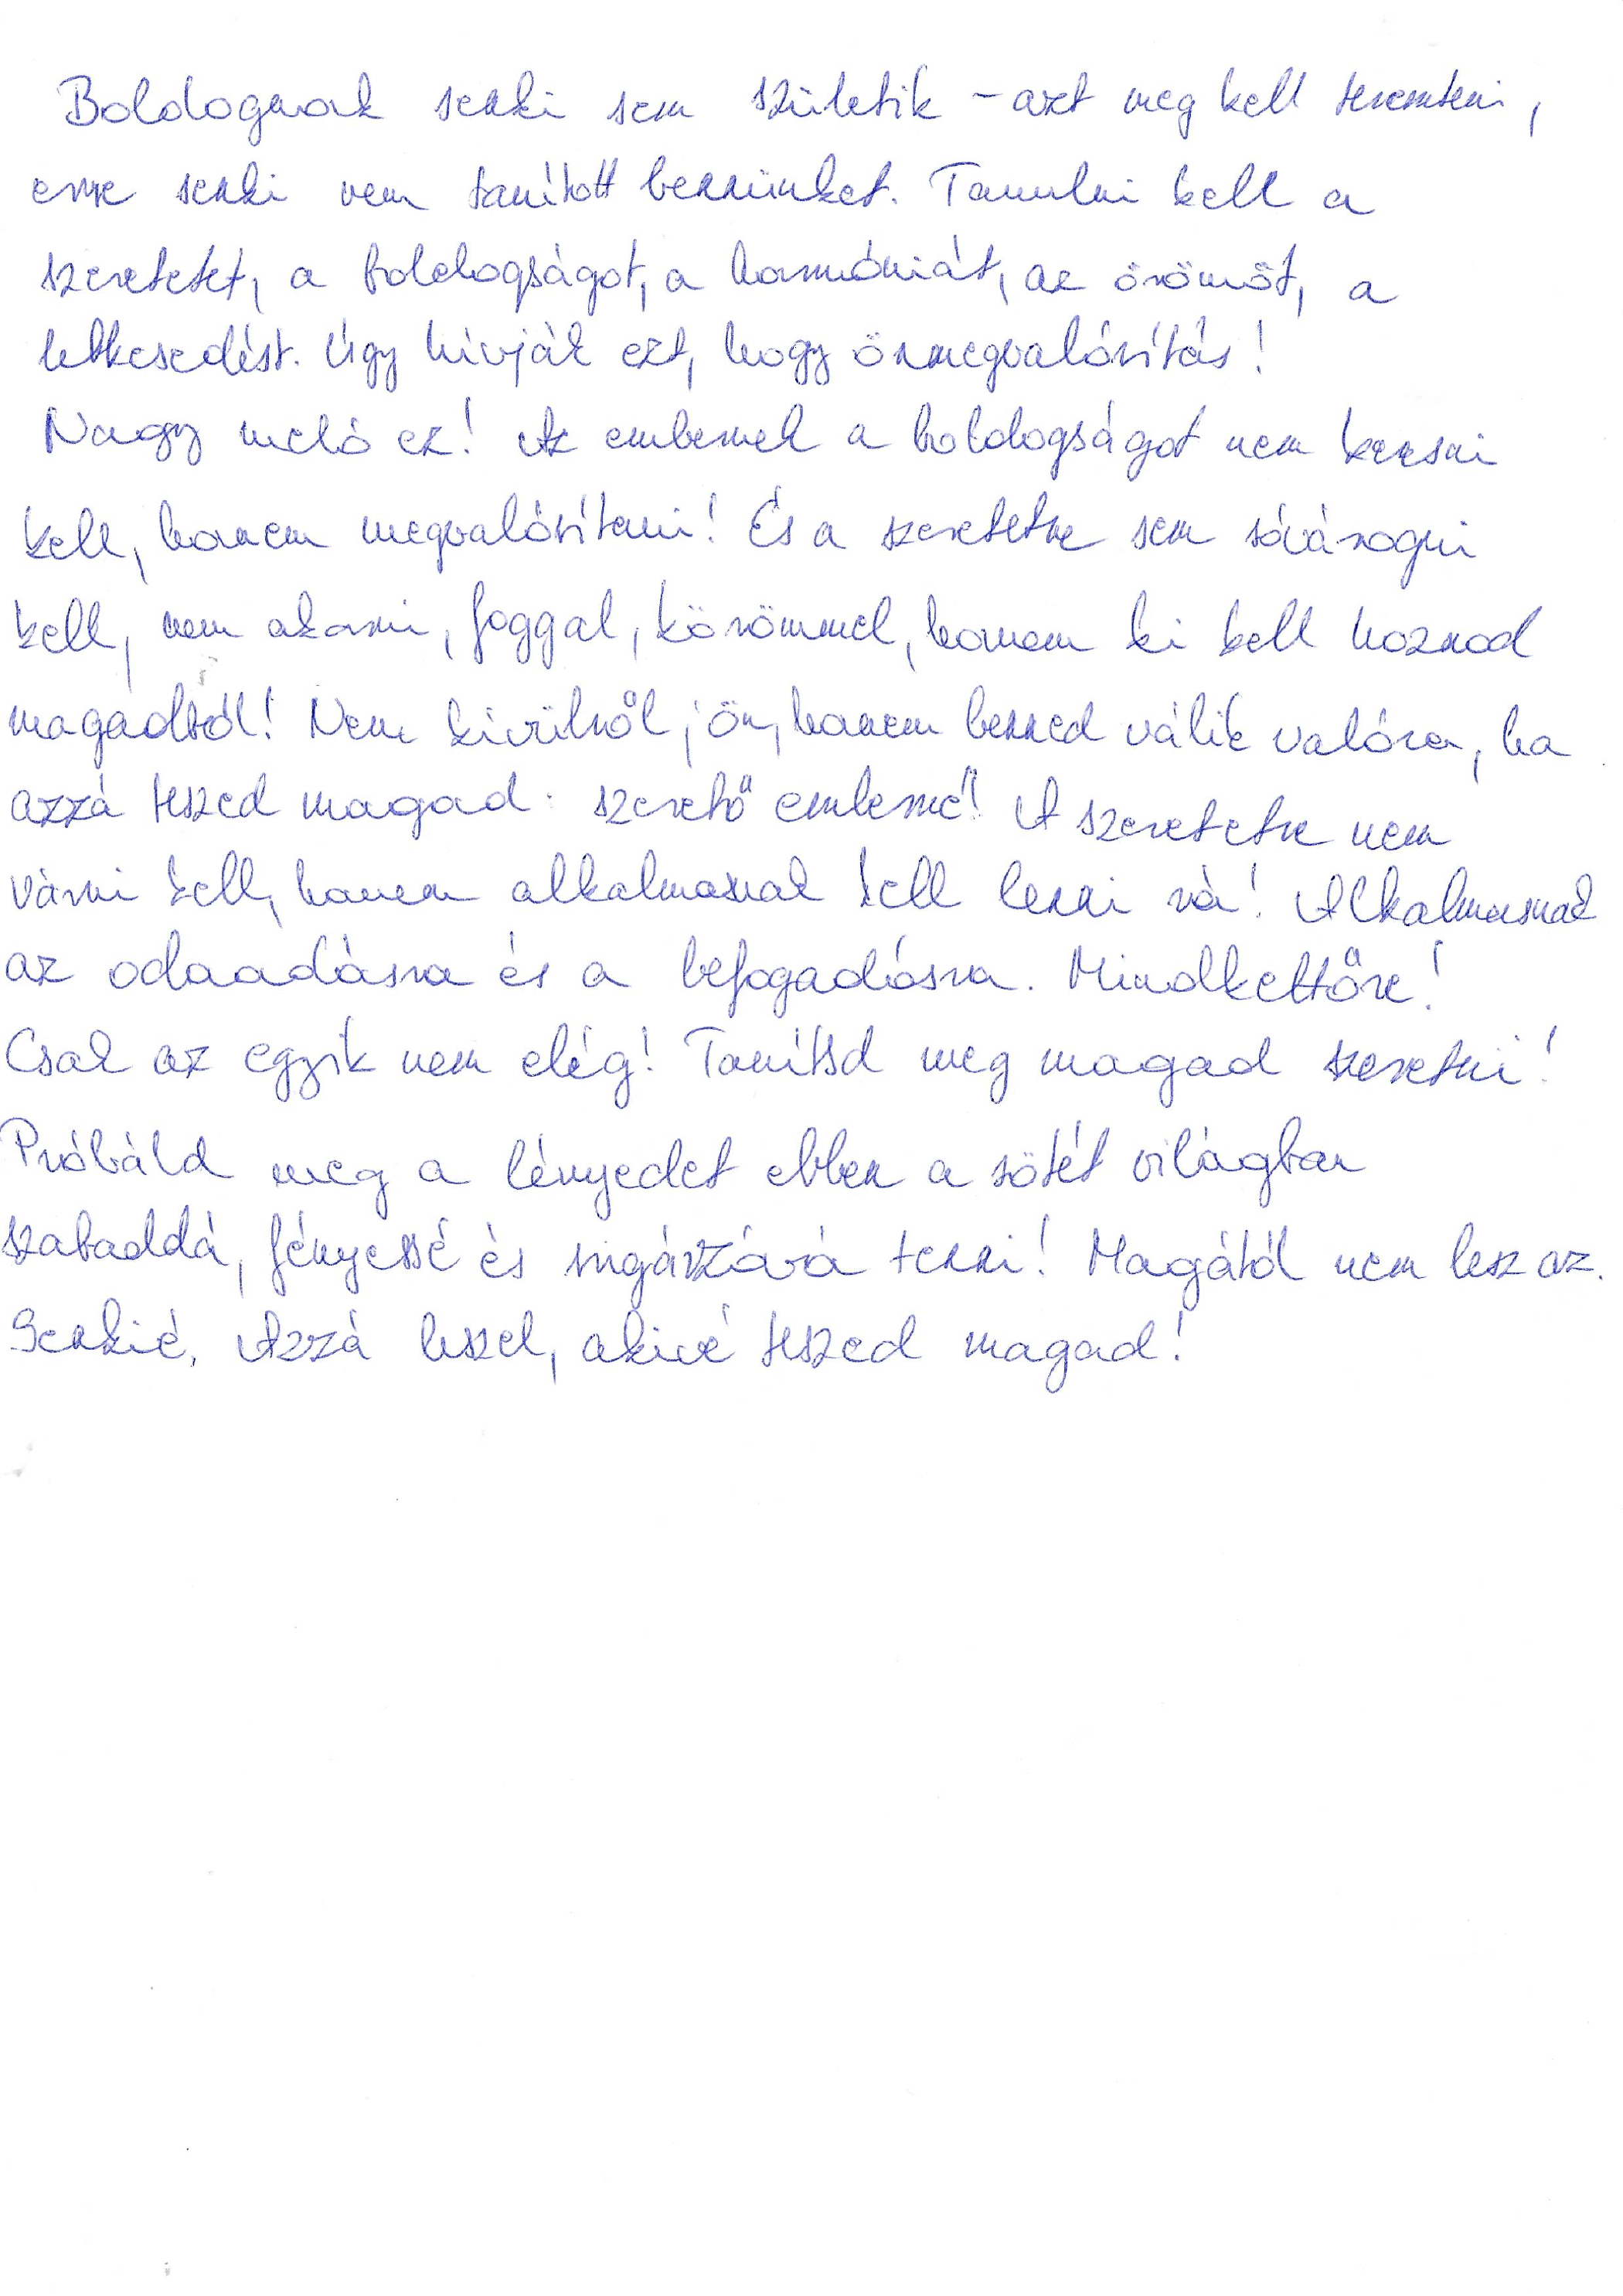 Boldognak senki sem születik – azt meg kell teremteni,
erre senki nem tanított bennünket. Tanulni kell a
szeretetet, a boldogságot, a harmóniát, az örömöt, a
lelkesedést. Úgy hívják ezt, hogy önmegvalósítás!
Nagy meló ez! Az embernek a boldogságot nem keresni
kell, hanem megvalósítani! És a szeretetre sem sóvárogni
kell, nem akarni, foggal, körömmel, hanem ki kell hoznod
magadból! Nem kívülről jön, hanem benned válik valóra, ha
azzá teszed magad: szerető emberré! A szeretetre nem
várni kell, hanem alkalmasnak kell lenni rá! Alkalmasnak
az odaadásra és a befogadásra. Mindkettőre!
Csak az egyik nem elég! Tanítsd meg magad szeretni!
Próbáld meg a lényedet ebben a sötét világban
szabaddá, fényessé és sugárzóvá tenni! Magától nem lesz az.
Senkié. Azzá leszel, akivé teszed magad!